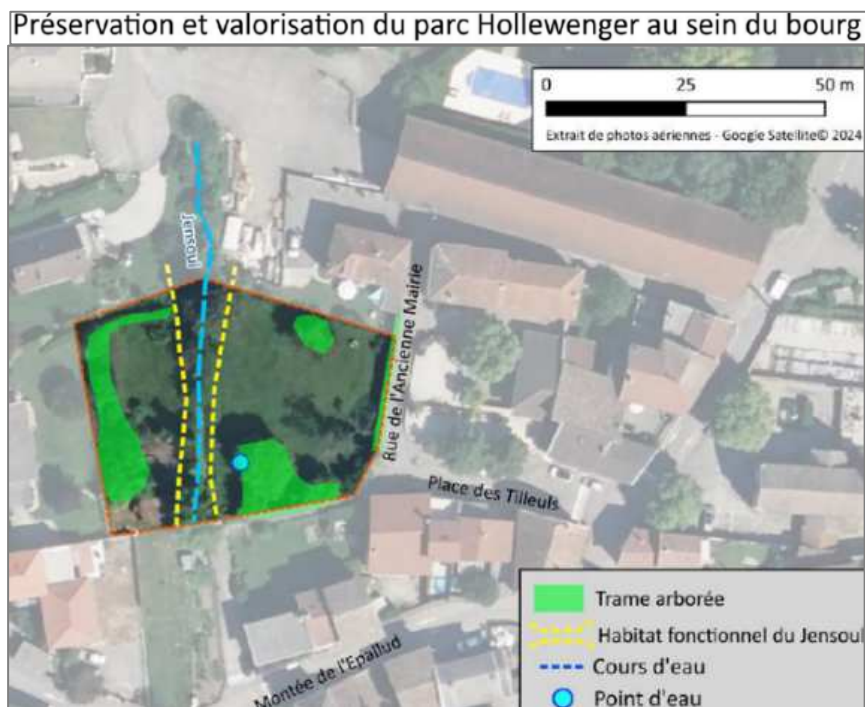 Préservation et valorisation du parc Hollewenger au sein du bourg
0 25 50 m
Extrait de photos aériennes - Google Satellite© 2024
Jensoul
Rue de l'Ancienne Mairie
Place des Tilleuls
Montée de l'Epaillud
Trame arborée
Habitat fonctionnel du Jensoul
Cours d'eau
Point d'eau